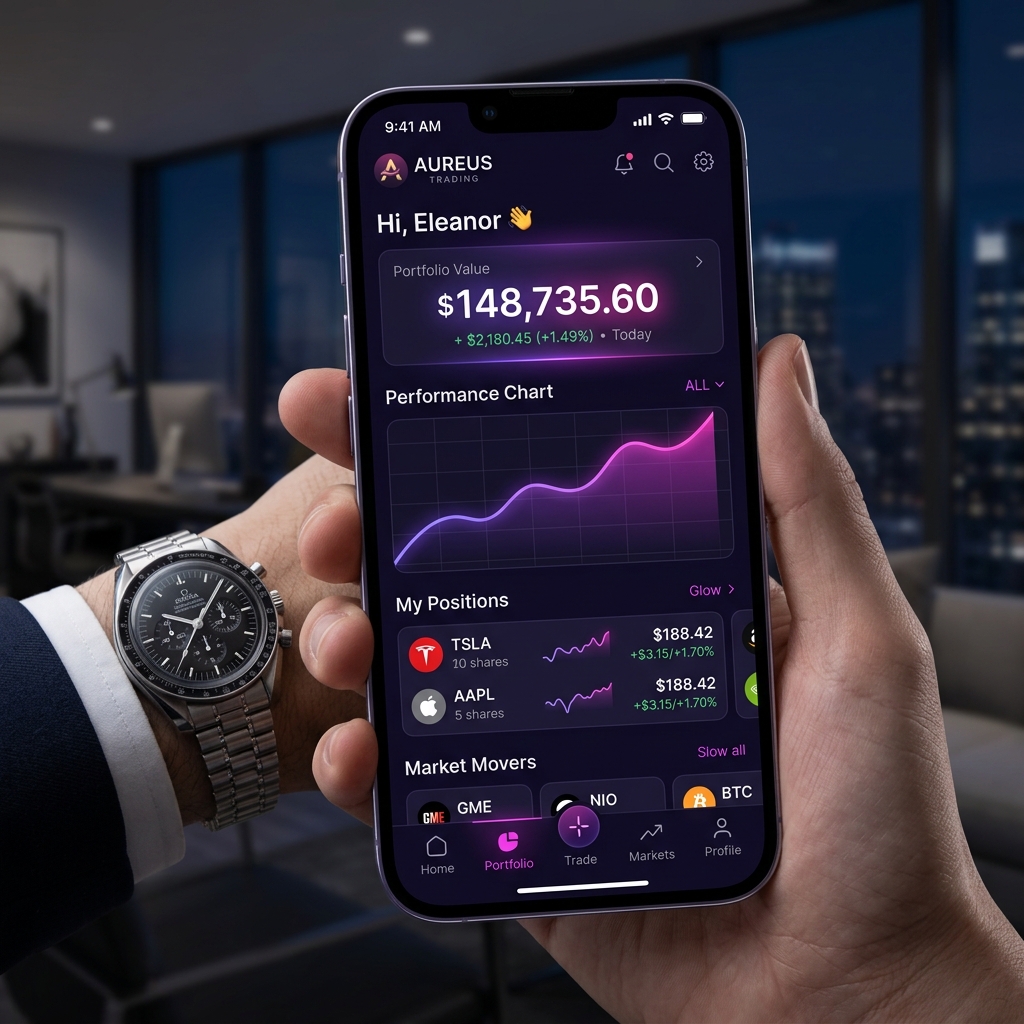 9:41 AM
AUREUS
TRADING
Hi, Eleanor 👋
Portfolio Value
$148,735.60
+ $2,180.45 (+1.49%) • Today
Performance Chart
ALL
My Positions
Glow
TSLA
10 shares
$188.42
+$3.15/+1.70%
AAPL
5 shares
$188.42
+$3.15/+1.70%
Market Movers
Slow all
GME
GME
NIO
BTC
Home
Portfolio
Trade
Markets
Profile